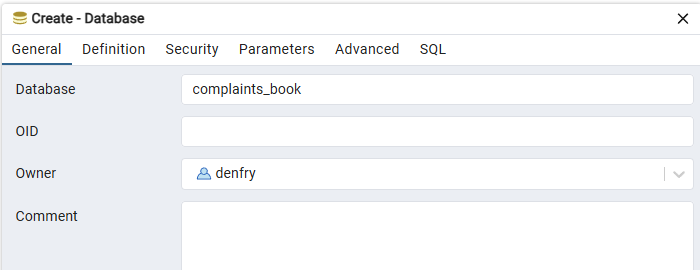 Create - Database
General Definition Security Parameters Advanced SQL
Database complaints_book
OID
Owner denfry
Comment